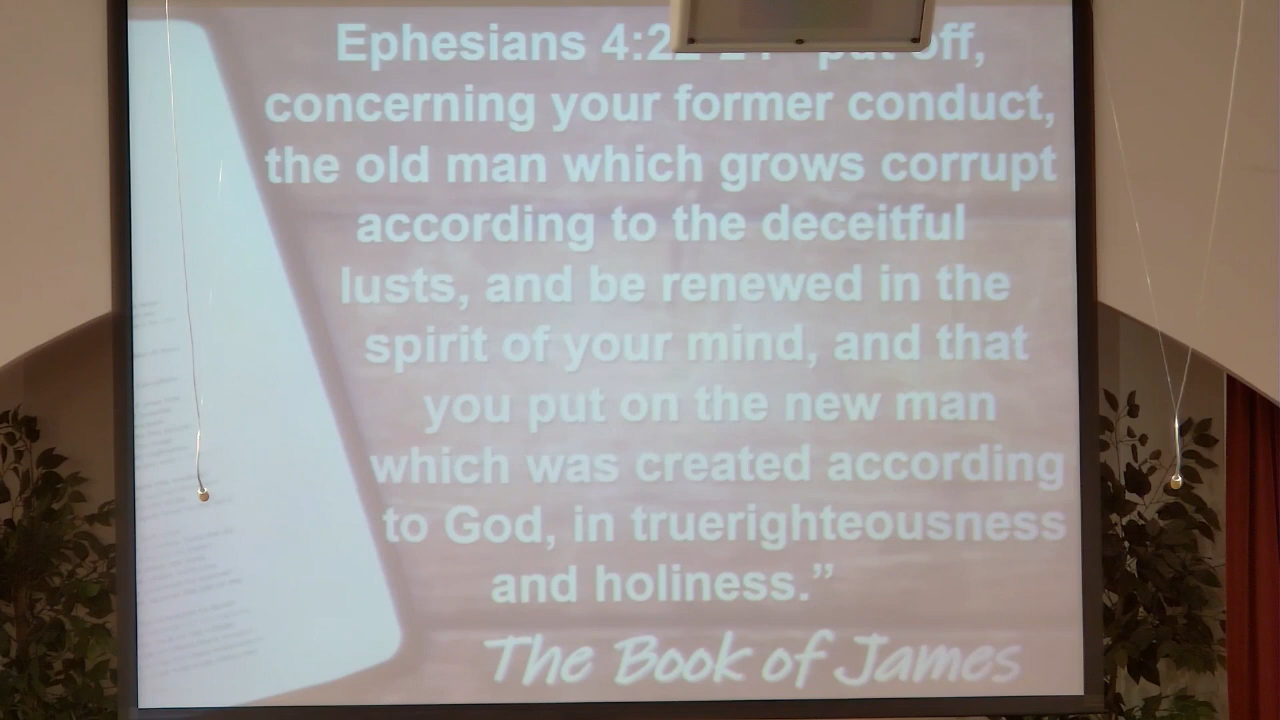 Ephesians 4:22 off,
concerning your former conduct,
the old man which grows corrupt
according to the deceitful
lusts, and be renewed in the
spirit of your mind, and that
you put on the new man
which was created according
to God, in truerighteousness
and holiness.”
The Book of James